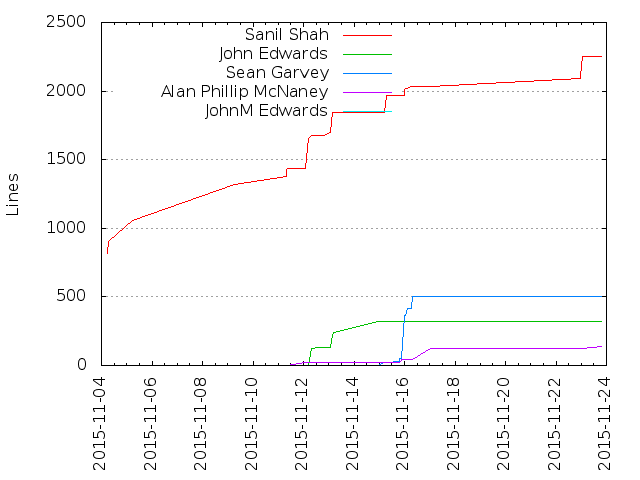 2500
2000
1500
1000
500
0
Lines
Sanil Shah
John Edwards
Sean Garvey
Alan Phillip McNaney
JohnM Edwards
2015-11-04
2015-11-06
2015-11-08
2015-11-10
2015-11-12
2015-11-14
2015-11-16
2015-11-18
2015-11-20
2015-11-22
2015-11-24